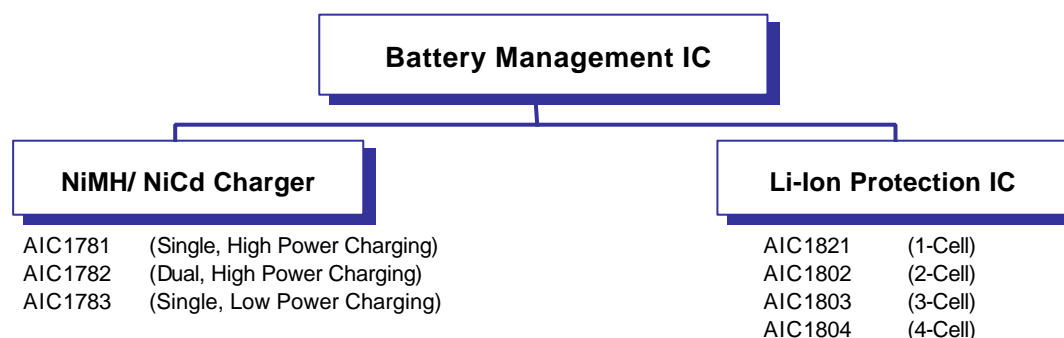 Battery Management IC
NiMH/ NiCd Charger
AIC1781 (Single, High Power Charging)
AIC1782 (Dual, High Power Charging)
AIC1783 (Single, Low Power Charging)
Li-Ion Protection IC
AIC1821 (1-Cell)
AIC1802 (2-Cell)
AIC1803 (3-Cell)
AIC1804 (4-Cell)